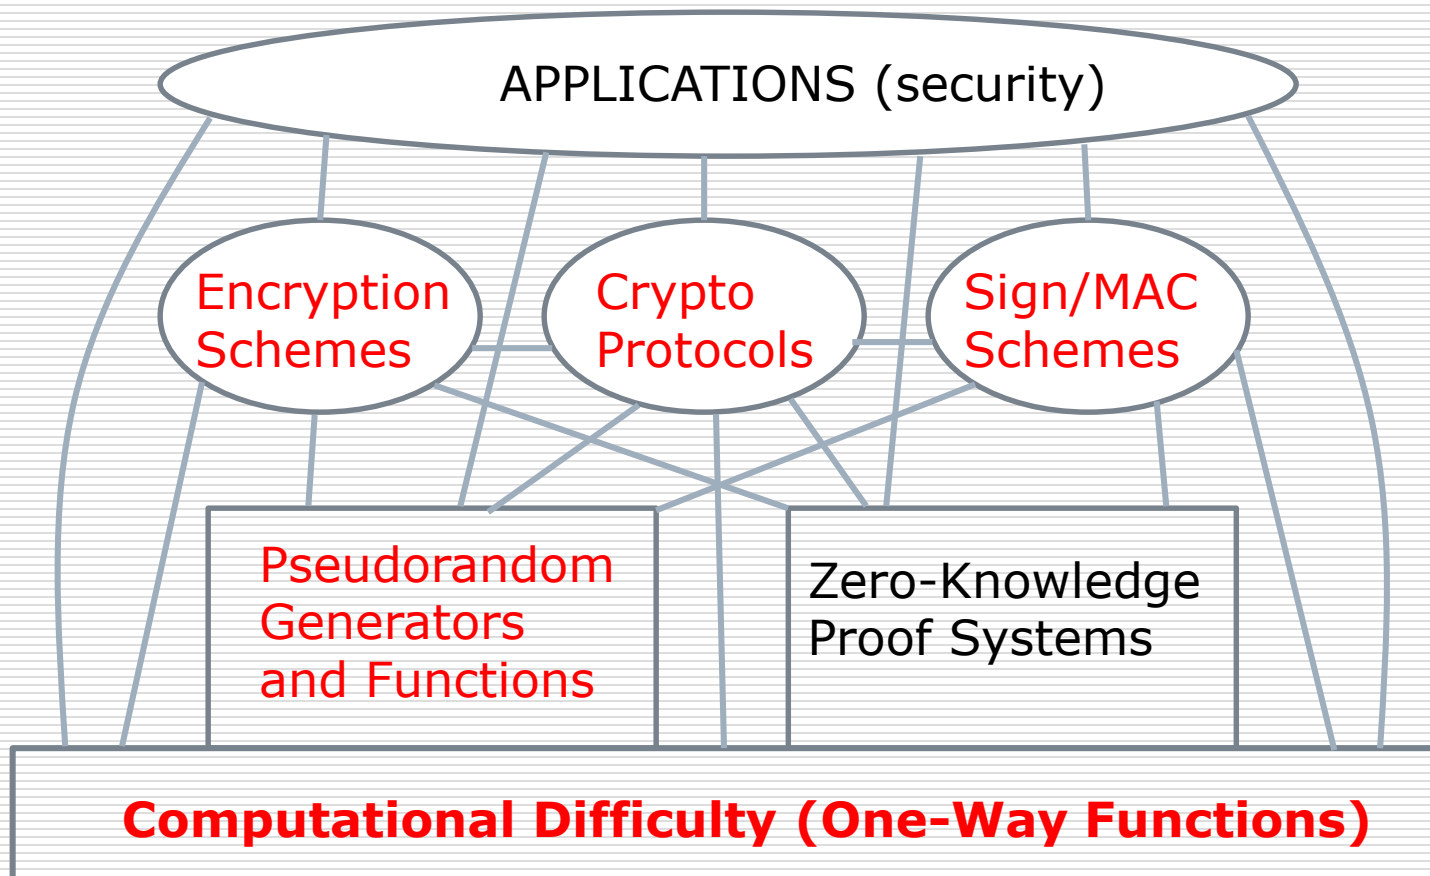 APPLICATIONS (security)
Encryption
Schemes
Crypto
Protocols
Sign/MAC
Schemes
Pseudorandom
Generators
and Functions
Zero-Knowledge
Proof Systems
Computational Difficulty (One-Way Functions)